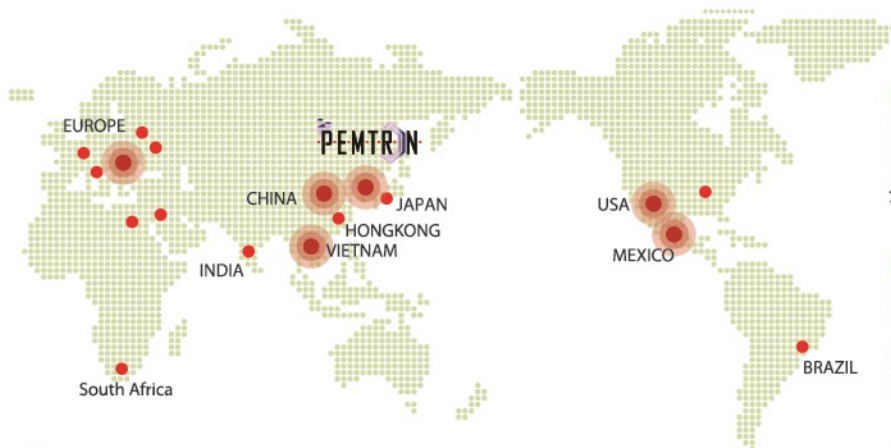 EUROPE
PEMTRON
CHINA
JAPAN
HONGKONG
VIETNAM
INDIA
South Africa
USA
MEXICO
BRAZIL